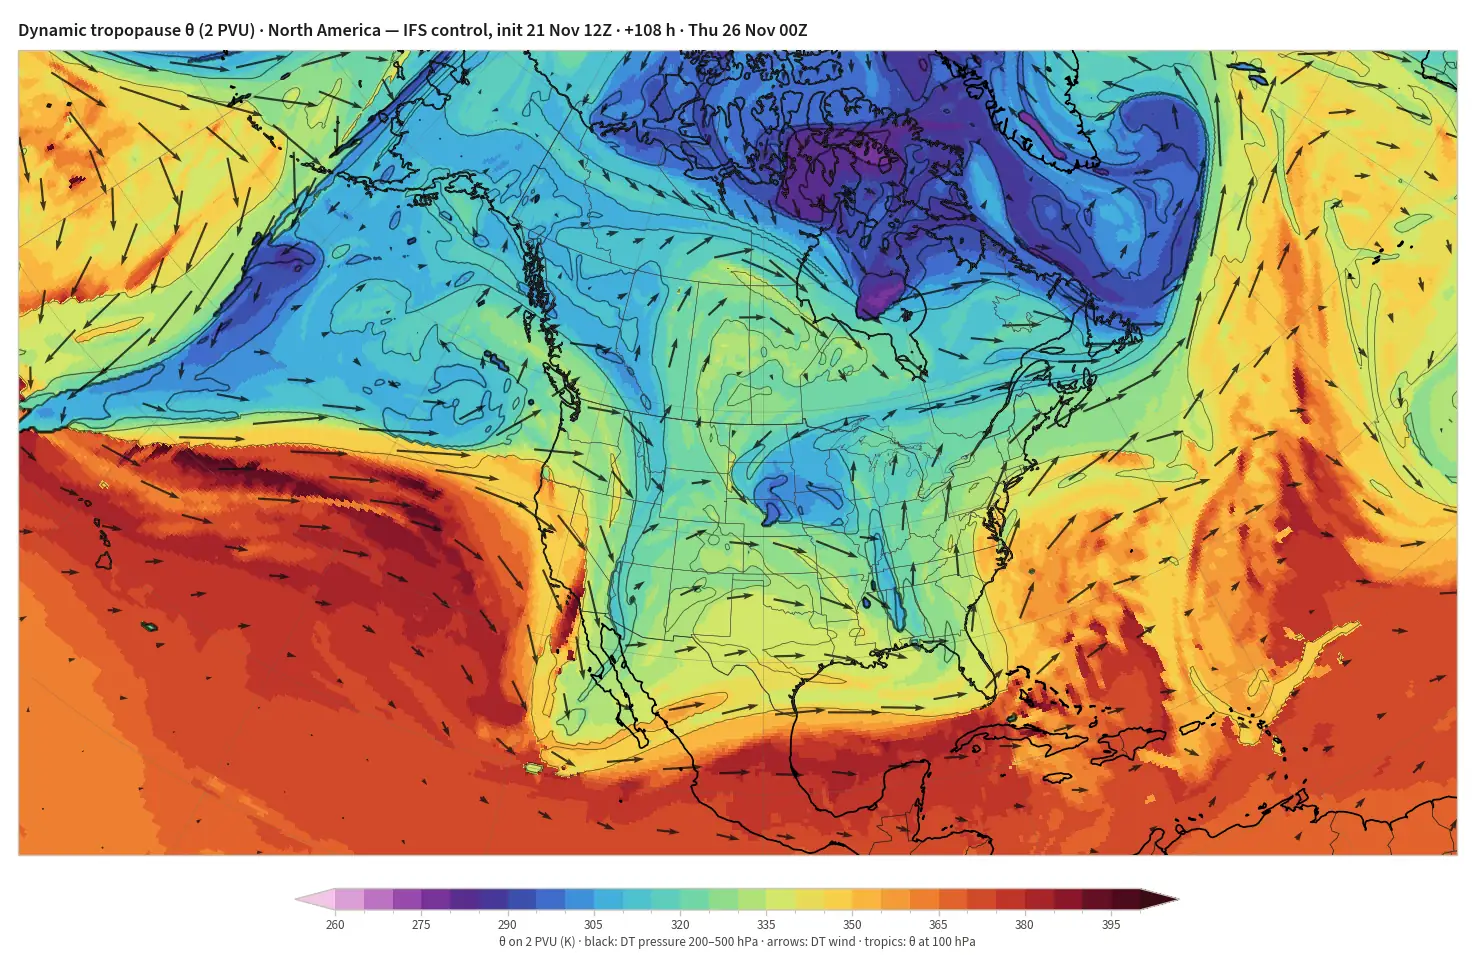 Dynamic tropopause θ (2 PVU) · North America — IFS control, init 21 Nov 12Z · +108 h · Thu 26 Nov 00Z
260 275 290 305 320 335 350 365 380 395
θ on 2 PVU (K) · black: DT pressure 200–500 hPa · arrows: DT wind · tropics: θ at 100 hPa